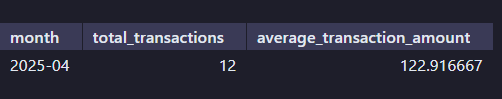 month total_transactions average_transaction_amount
2025-04 12 122.916667